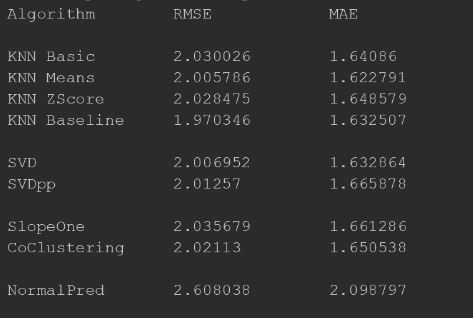 Algorithm RMSE MAE
KNN Basic 2.030026 1.64086
KNN Means 2.005786 1.622791
KNN ZScore 2.028475 1.648579
KNN Baseline 1.970346 1.632507
SVD 2.006952 1.632864
SVDpp 2.01257 1.665878
SlopeOne 2.035679 1.661286
CoClustering 2.02113 1.650538
NormalPred 2.608038 2.098797